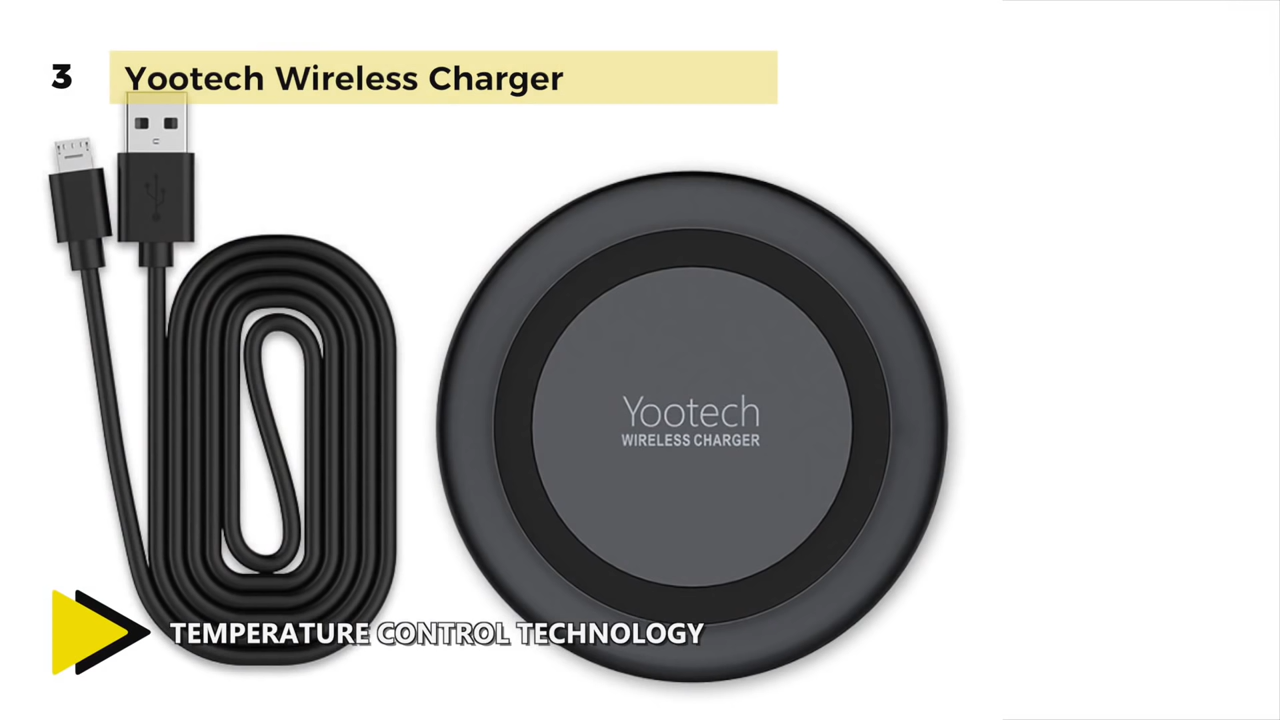 3
Yootech Wireless Charger
Yootech
WIRELESS CHARGER
TEMPERATURE CONTROL TECHNOLOGY